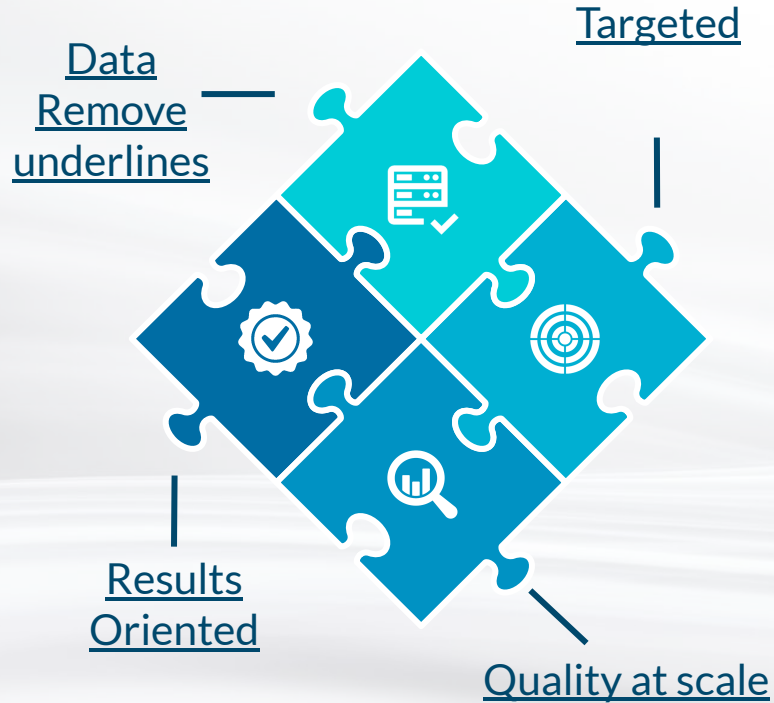 Targeted
Data
Remove
underlines
Results
Oriented
Quality at scale